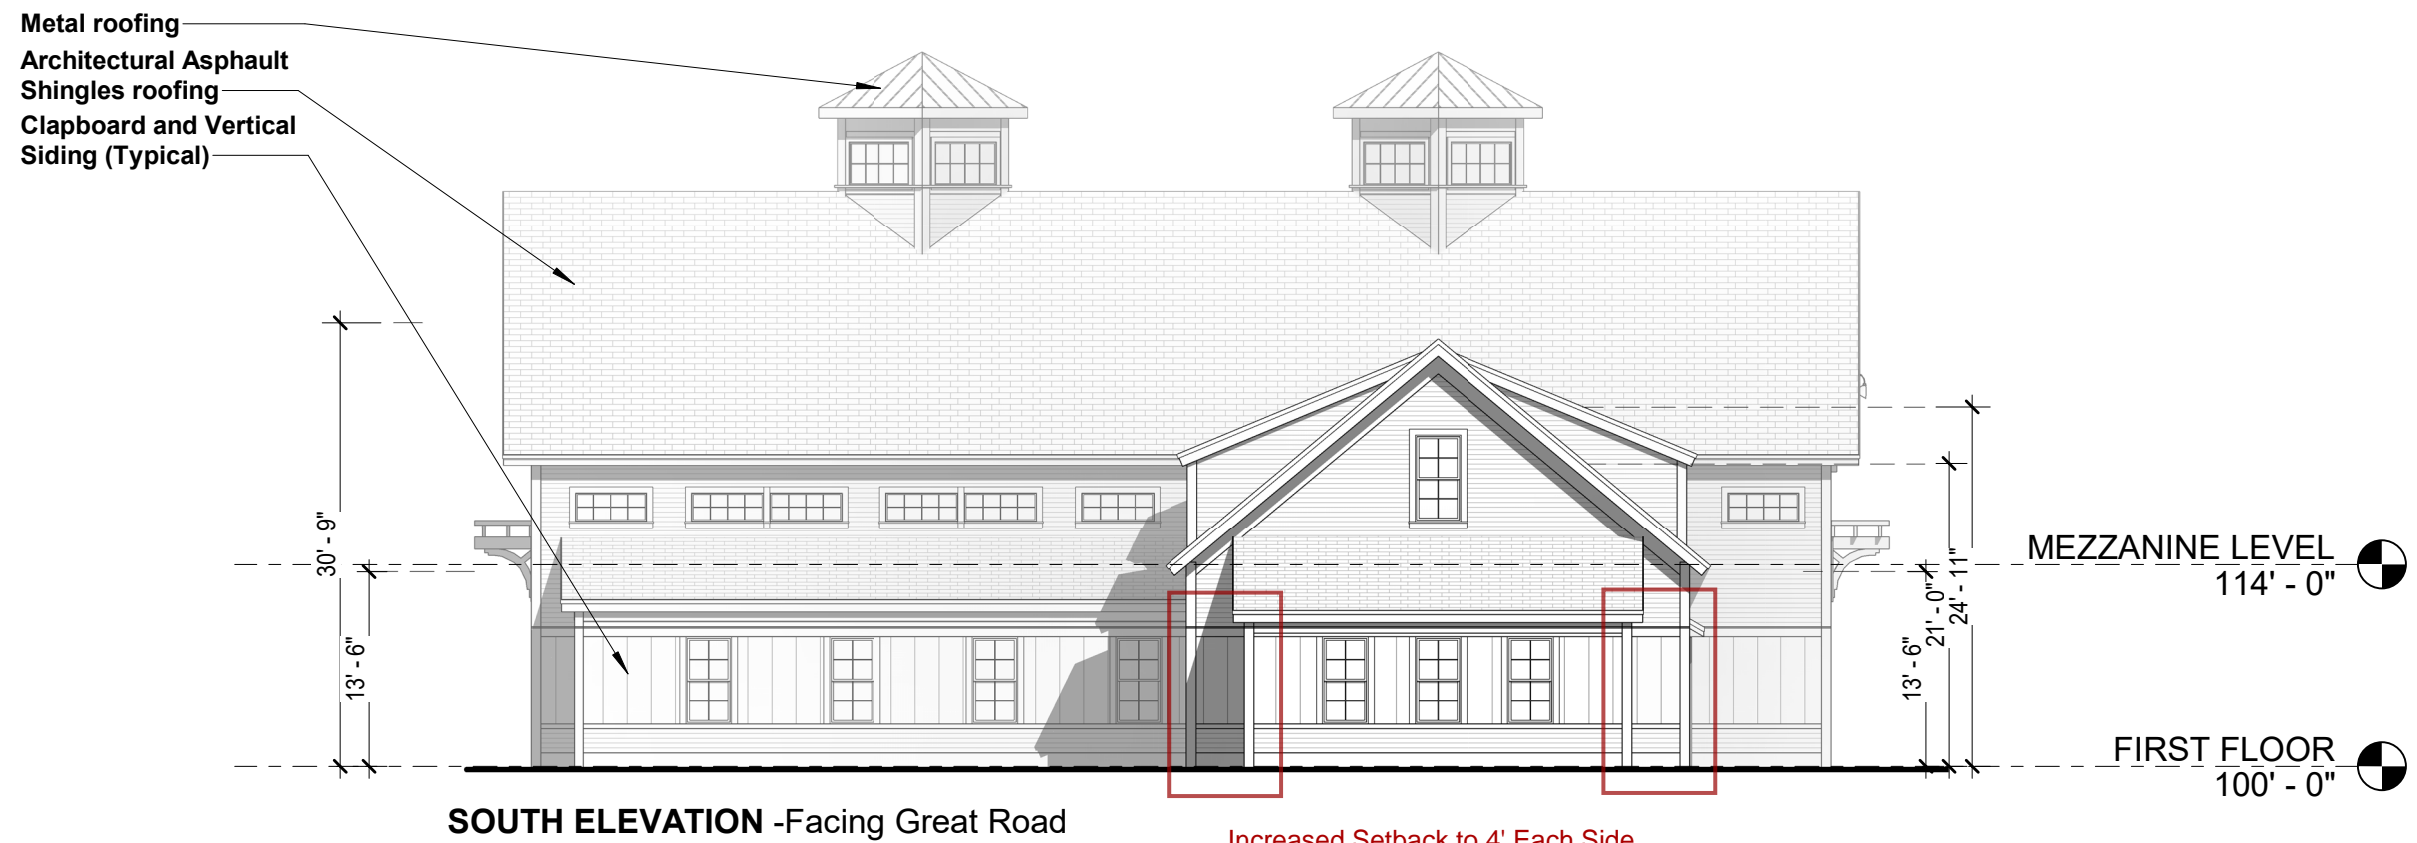 Metal roofing
Architectural Asphault
Shingles roofing
Clapboard and Vertical
Siding (Typical)
30' - 9"
13' - 6"
13' - 6"
21' - 0"
24' - 11"
MEZZANINE LEVEL
114' - 0"
FIRST FLOOR
100' - 0"
SOUTH ELEVATION -Facing Great Road
Increased Setback to 4' Each Side